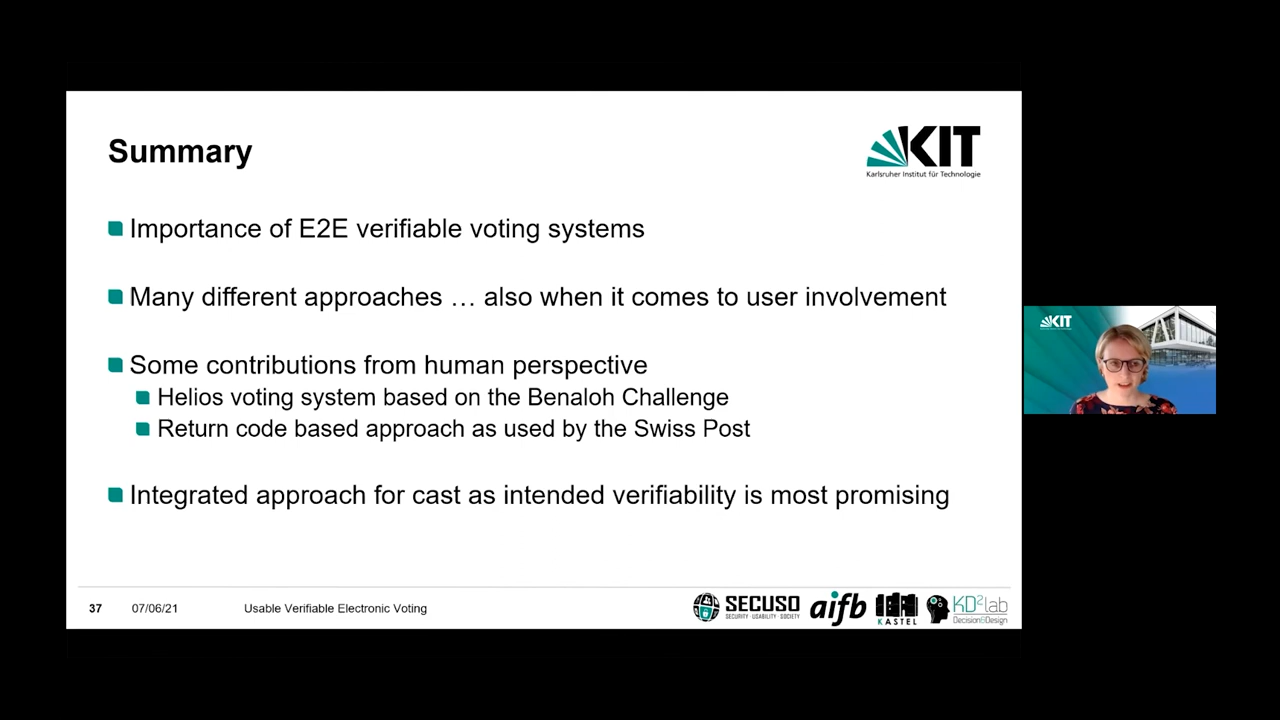 Summary
KIT
Karlsruher Institut für Technologie
Importance of E2E verifiable voting systems
Many different approaches … also when it comes to user involvement
Some contributions from human perspective
Helios voting system based on the Benaloh Challenge
Return code based approach as used by the Swiss Post
Integrated approach for cast as intended verifiability is most promising
KIT
37 07/06/21 Usable Verifiable Electronic Voting
SECUSO
SECURITY · USABILITY · SOCIETY
aifb
KASTEL
KD²lab
Decision&Design